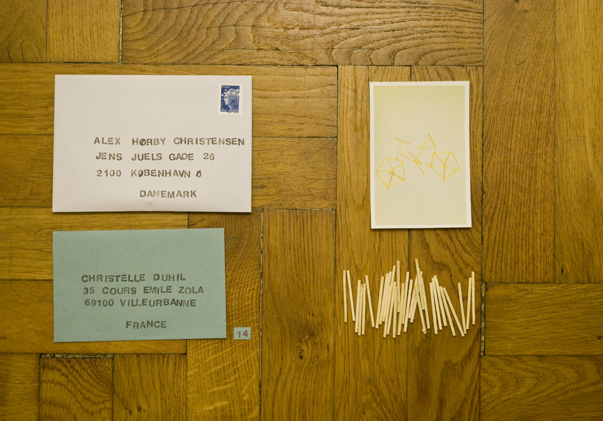 ALEX HØRBY CHRISTENSEN
JENS JUELS GADE 26
2100 KØBENHAVN Ø
DANEMARK
CHRISTELLE DUHIL
35 COURS EMILE ZOLA
69100 VILLEURBANNE
FRANCE
14